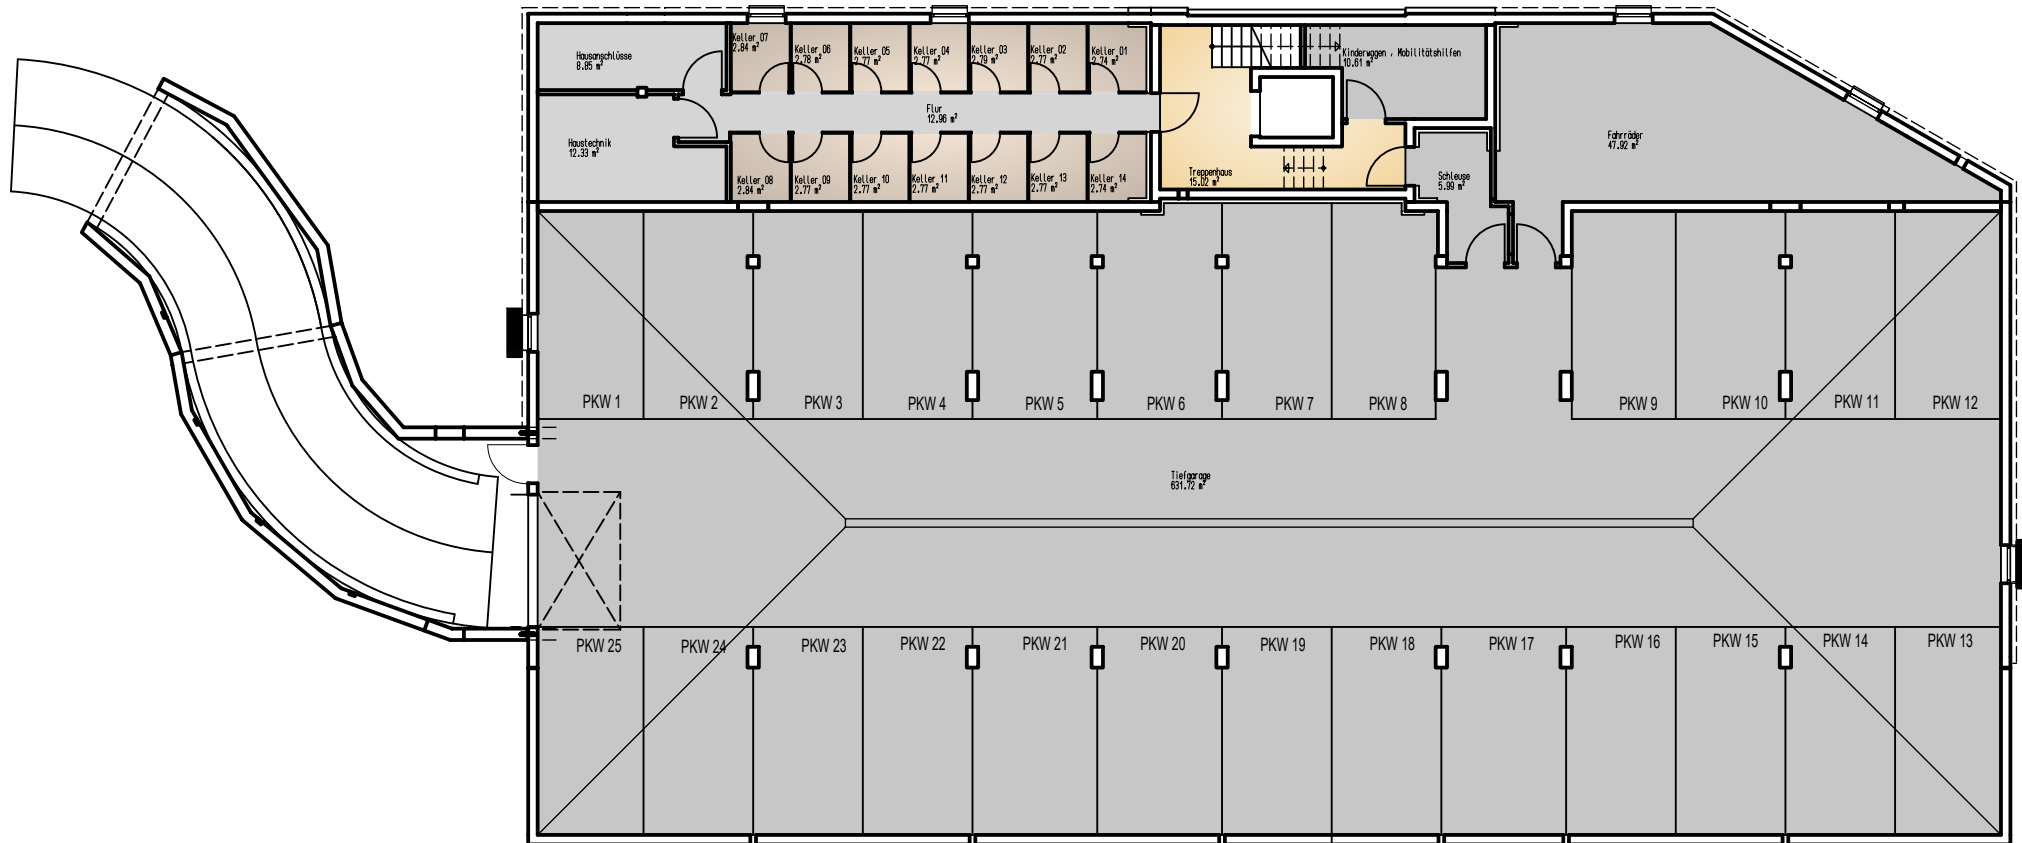 Hausanschlüsse
8.85 m²
Keller_07
2.84 m²
Keller_06
2.78 m²
Keller_05
2.77 m²
Keller_04
2.77 m²
Keller_03
2.79 m²
Keller_02
2.77 m²
Keller_01
2.74 m²
Kinderwagen , Mobilitätshilfen
10.61 m²
Flur
12.96 m²
Haustechnik
12.33 m²
Fahrräder
47.92 m²
Keller_08
2.84 m²
Keller_09
2.77 m²
Keller_10
2.77 m²
Keller_11
2.77 m²
Keller_12
2.77 m²
Keller_13
2.77 m²
Keller_14
2.74 m²
Treppenhaus
15.02 m²
Schleuse
5.99 m²
PKW 1
PKW 2
PKW 3
PKW 4
PKW 5
PKW 6
PKW 7
PKW 8
PKW 9
PKW 10
PKW 11
PKW 12
Tiefgarage
631.72 m²
PKW 25
PKW 24
PKW 23
PKW 22
PKW 21
PKW 20
PKW 19
PKW 18
PKW 17
PKW 16
PKW 15
PKW 14
PKW 13